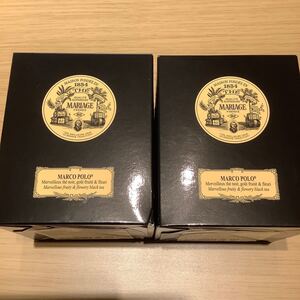 MAISON FONDÉE EN
1854
THÉ
MARIAGE
FRÈRES
MARCO POLO®
Merveilleux thé noir, goût fruité & fleuri
Marvellous fruity & flowery black tea
MAISON FONDÉE EN
1854
THÉ
MARIAGE
FRÈRES
MARCO POLO®
Merveilleux thé noir, goût fruité & fleuri
Marvellous fruity & flowery black tea